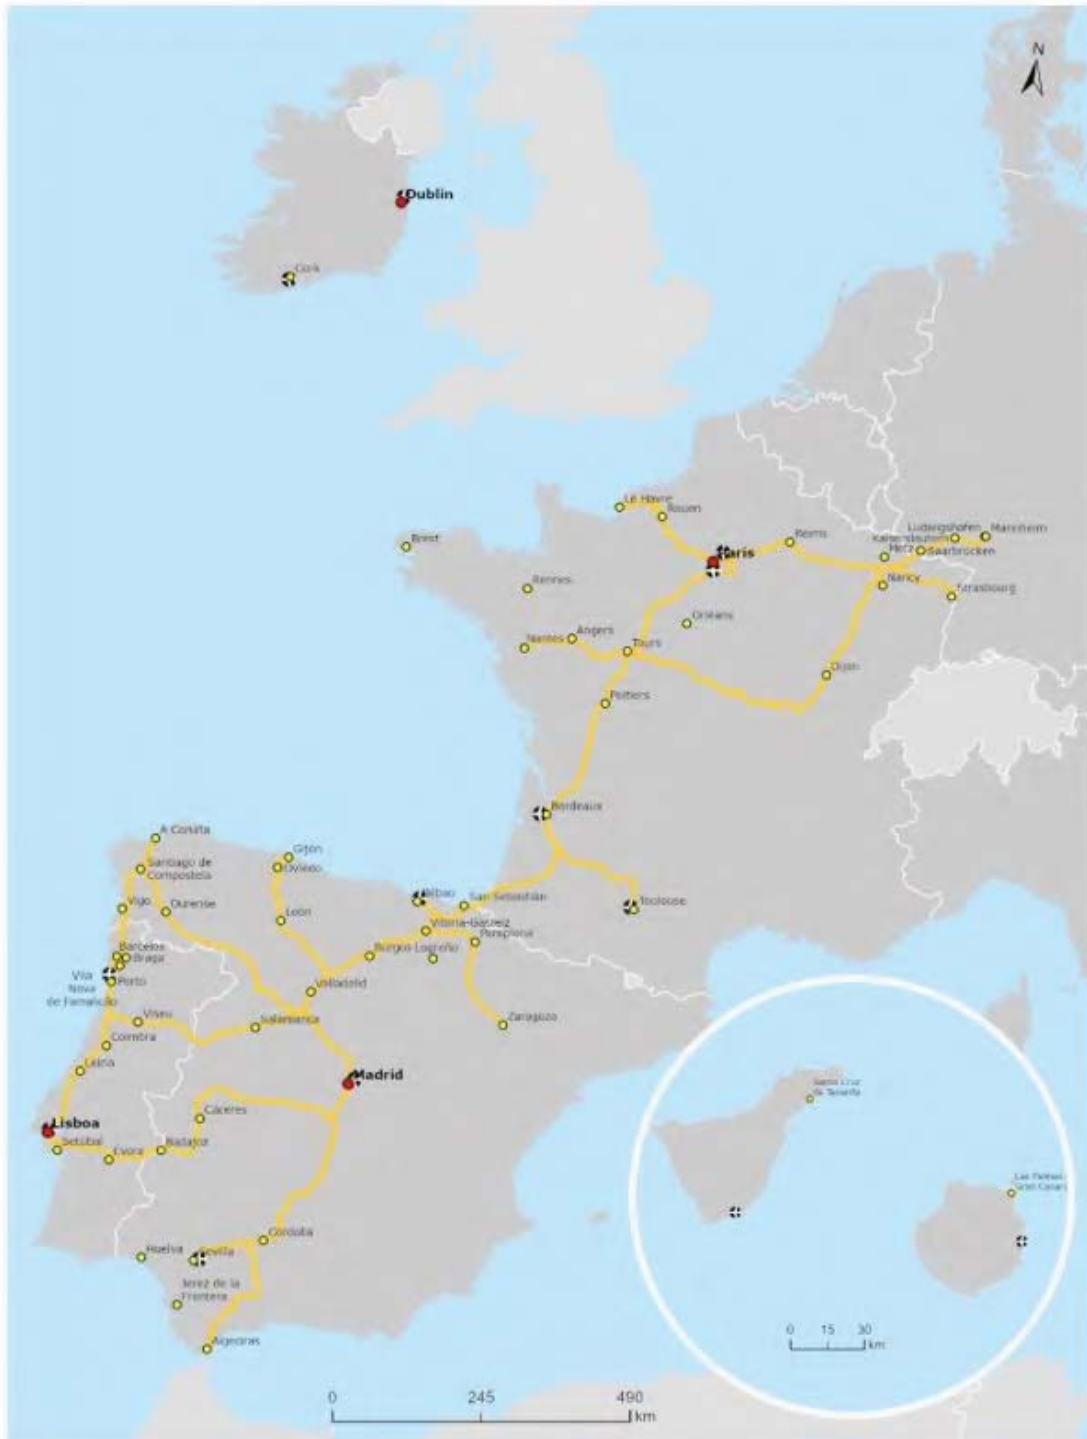 N
Dublin
Cork
Le Havre
Rouen
Brest
Paris
Reims
Ludwigshafen
Mannheim
Kaiserslautern
Metz
Saarbrücken
Rennes
Nancy
Strasbourg
Orléans
Nantes
Angers
Tours
Dijon
Poitiers
Bordeaux
A Coruña
Gijón
Santiago de
Compostela
Oviedo
Bilbao
San Sebastián
Toulouse
Vigo
Ourense
León
Vitoria-Gasteiz
Pamplona
Barcelos
Braga
Burgos
Logroño
Vila
Nova
de Famalicão
Porto
Valladolid
Viseu
Salamanca
Zaragoza
Coimbra
Leiria
Madrid
Santa Cruz
de Tenerife
Lisboa
Cáceres
Setúbal
Évora
Badajoz
Las Palmas
Gran Canaria
Córdoba
Huelva
Sevilla
Jerez de la
Frontera
Algeciras
0 15 30
km
0 245 490
km